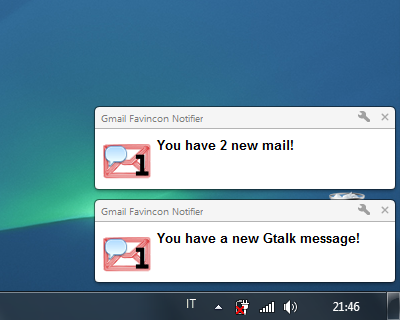 Gmail Favincon Notifier
You have 2 new mail!
1
Gmail Favincon Notifier
You have a new Gtalk message!
1
IT
21:46